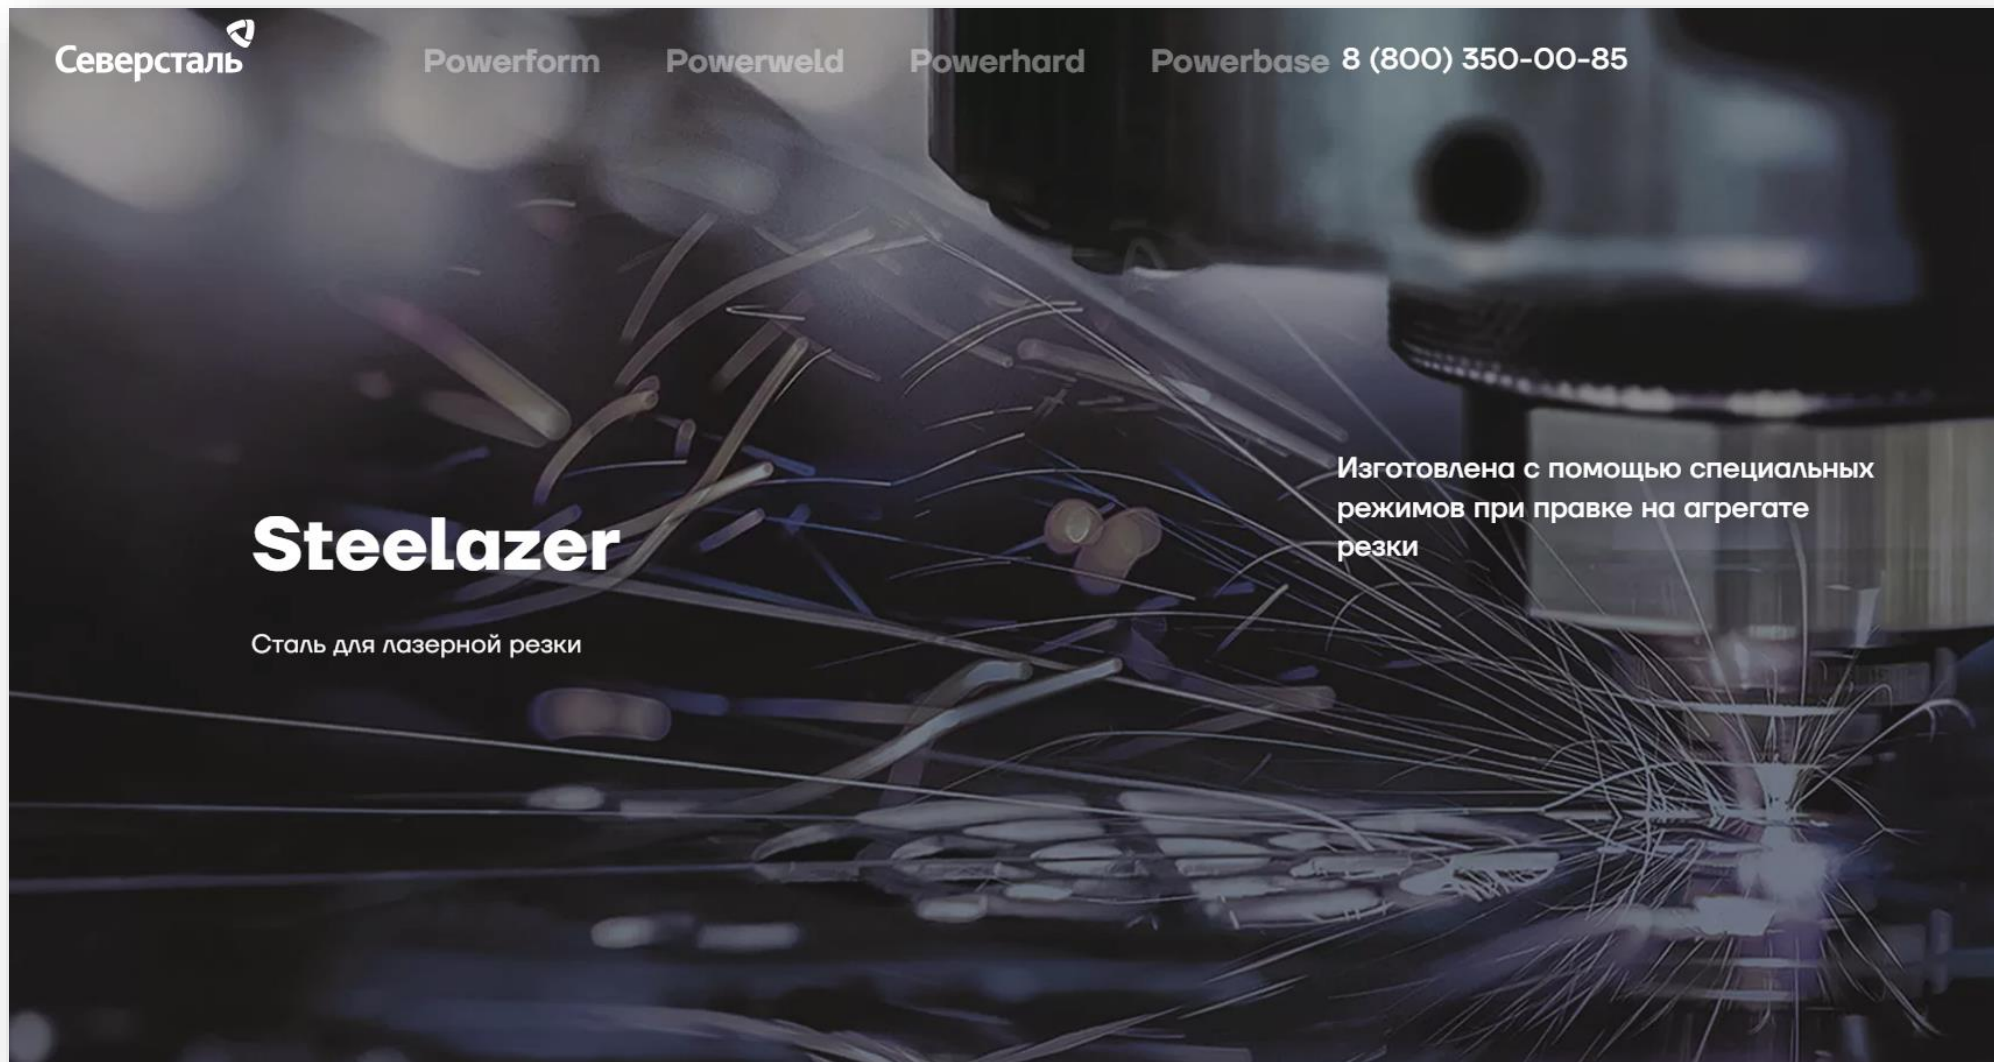 Северсталь
Powerform Powerweld Powerhard Powerbase 8 (800) 350-00-85
Steelazer
Сталь для лазерной резки
Изготовлена с помощью специальных
режимов при правке на агрегате
резки